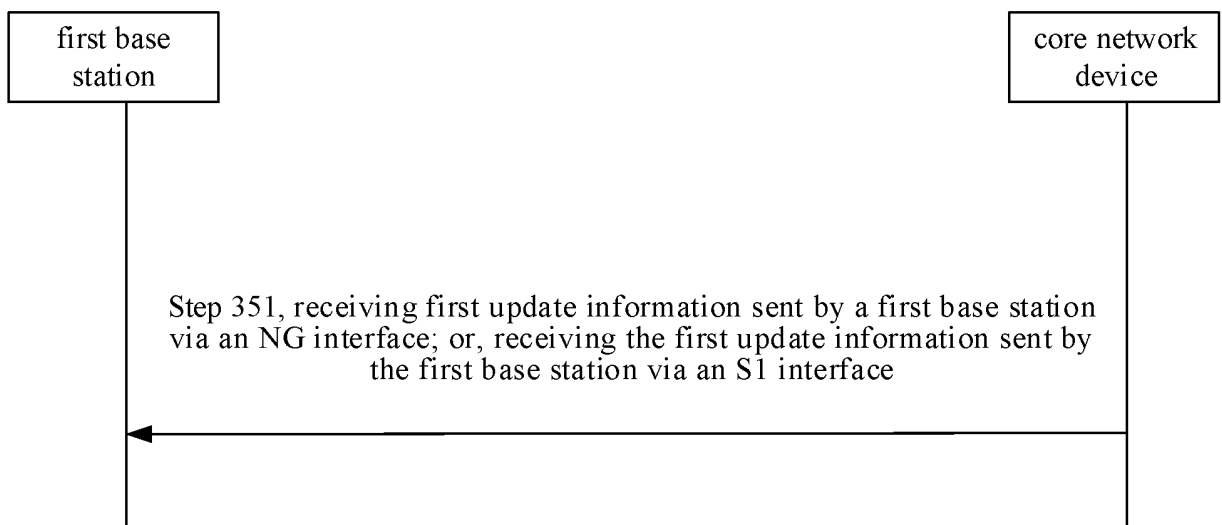 first base
station
core network
device
Step 351, receiving first update information sent by a first base station
via an NG interface; or, receiving the first update information sent by
the first base station via an S1 interface